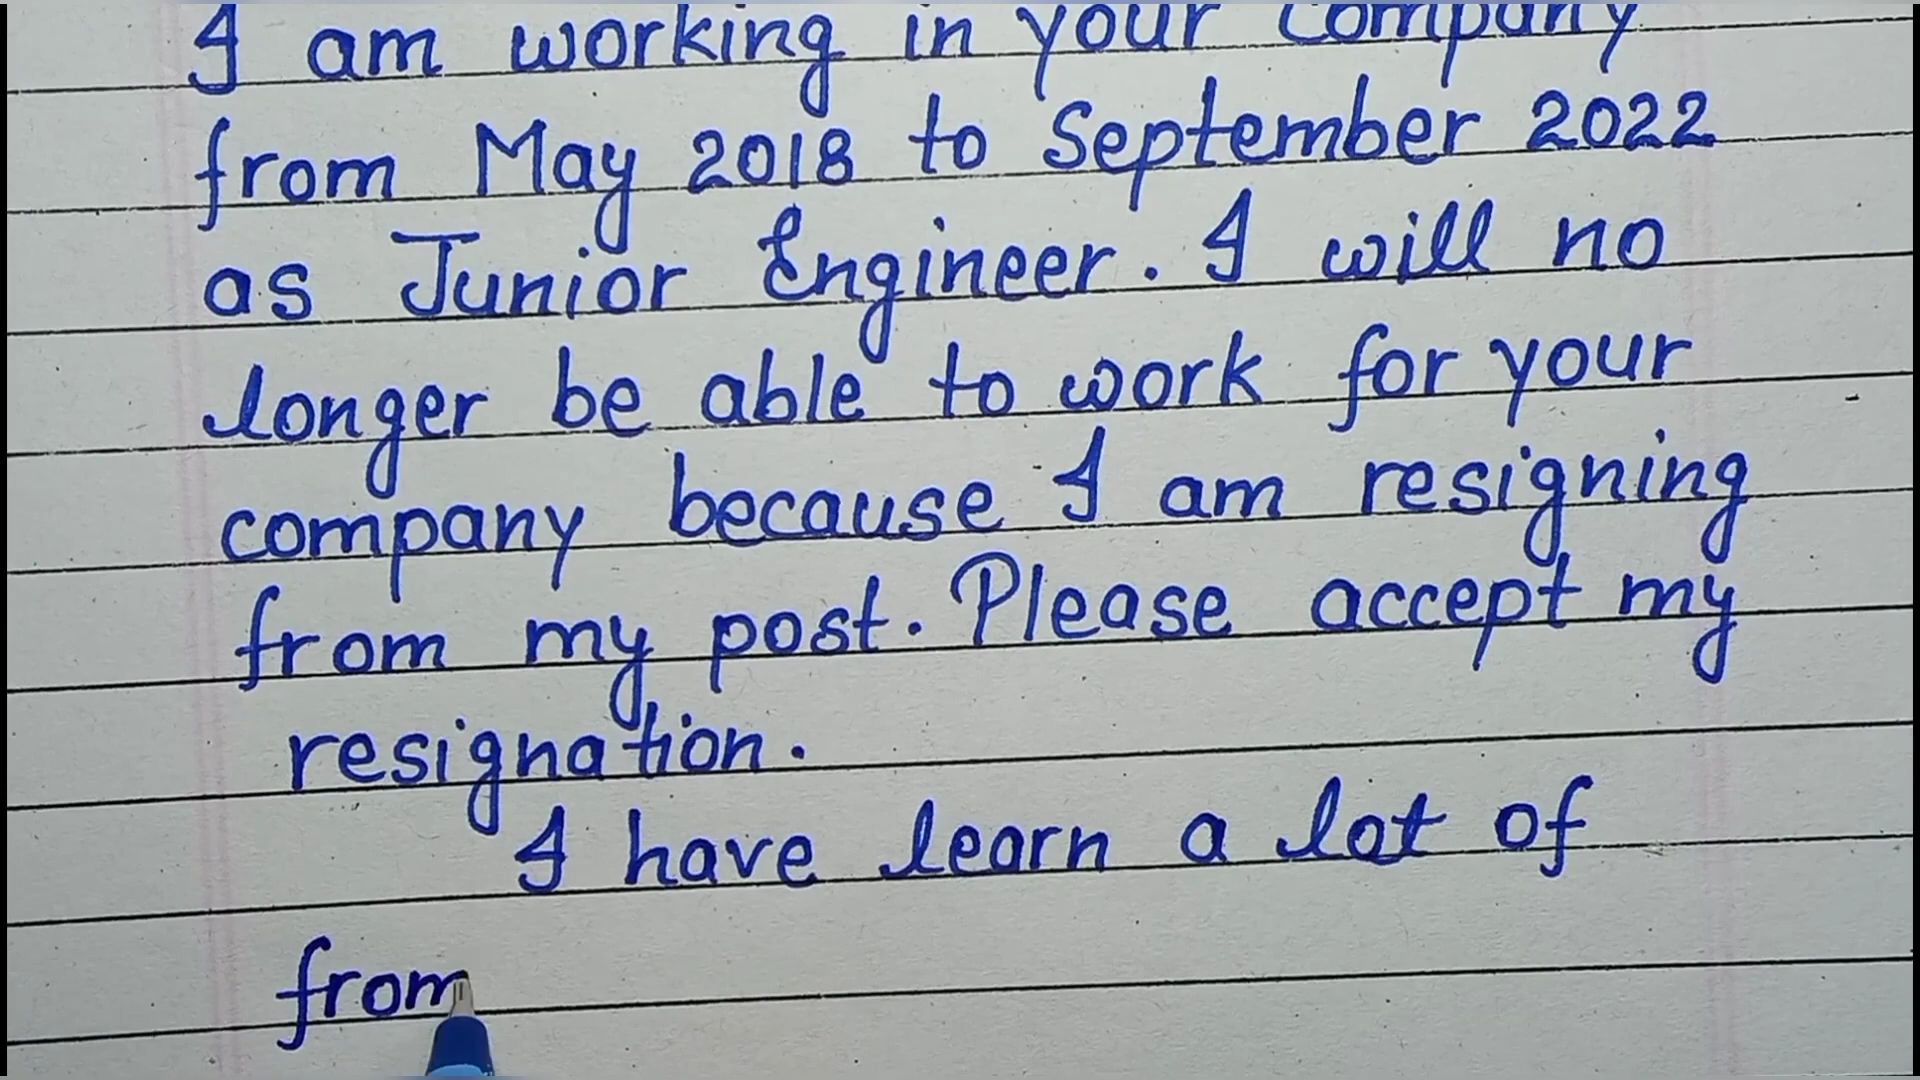 I am working in your company
from May 2018 to September 2022
as Junior Engineer. I will no
longer be able to work for your
company because I am resigning
from my post. Please accept my
resignation.
I have learn a lot of
from